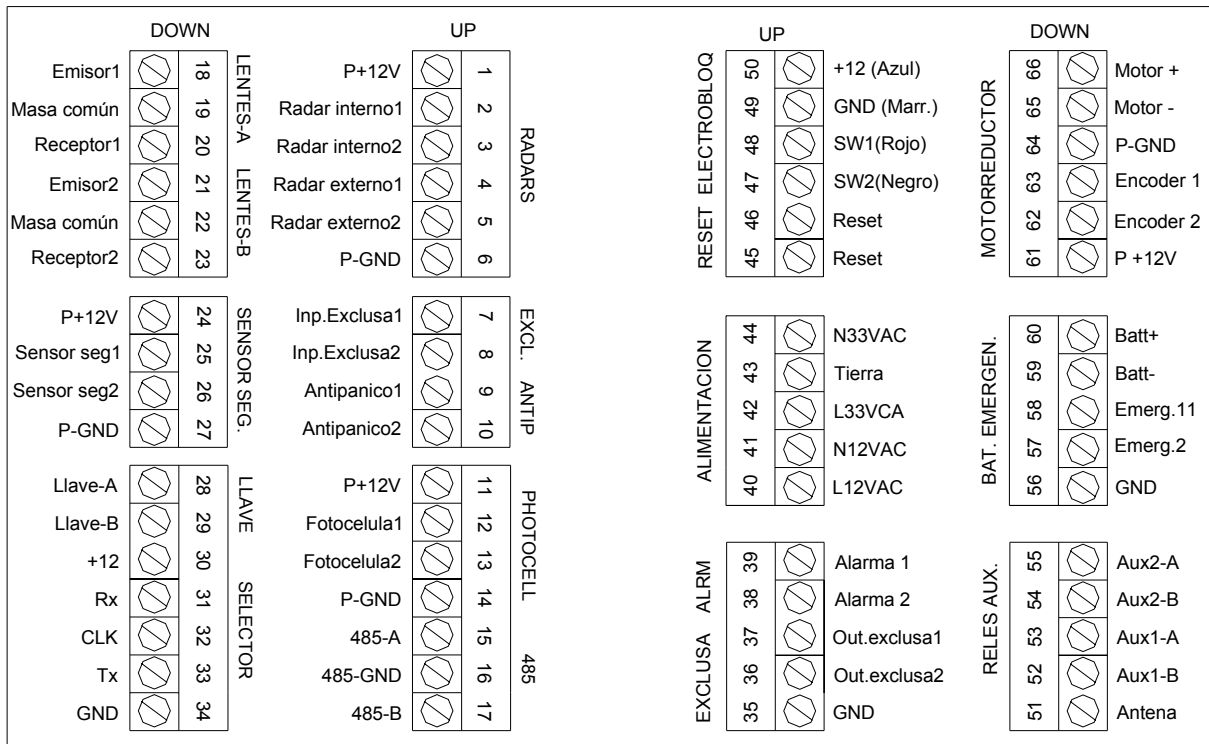 DOWN
Emisor1 18
Masa común 19
Receptor1 20
Emisor2 21
Masa común 22
Receptor2 23
LENTES-A
LENTES-B
P+12V 24
Sensor seg1 25
Sensor seg2 26
P-GND 27
SENSOR SEG.
Llave-A 28
Llave-B 29
+12 30
Rx 31
CLK 32
Tx 33
GND 34
LLAVE
SELECTOR
UP
P+12V 1
Radar interno1 2
Radar interno2 3
Radar externo1 4
Radar externo2 5
P-GND 6
RADARS
Inp.Exclusa1 7
Inp.Exclusa2 8
Antipanico1 9
Antipanico2 10
EXCL.
ANTIP
P+12V 11
Fotocelula1 12
Fotocelula2 13
P-GND 14
485-A 15
485-GND 16
485-B 17
PHOTOCELL
485
UP
RESET ELECTROBLOQ
50 +12 (Azul)
49 GND (Marr.)
48 SW1(Rojo)
47 SW2(Negro)
46 Reset
45 Reset
ALIMENTACION
44 N33VAC
43 Tierra
42 L33VCA
41 N12VAC
40 L12VAC
EXCLUSA ALRM
39 Alarma 1
38 Alarma 2
37 Out.exclusa1
36 Out.exclusa2
35 GND
DOWN
MOTORREDUCTOR
66 Motor +
65 Motor -
64 P-GND
63 Encoder 1
62 Encoder 2
61 P +12V
BAT. EMERGEN.
60 Batt+
59 Batt-
58 Emerg.11
57 Emerg.2
56 GND
RELES AUX.
55 Aux2-A
54 Aux2-B
53 Aux1-A
52 Aux1-B
51 Antena